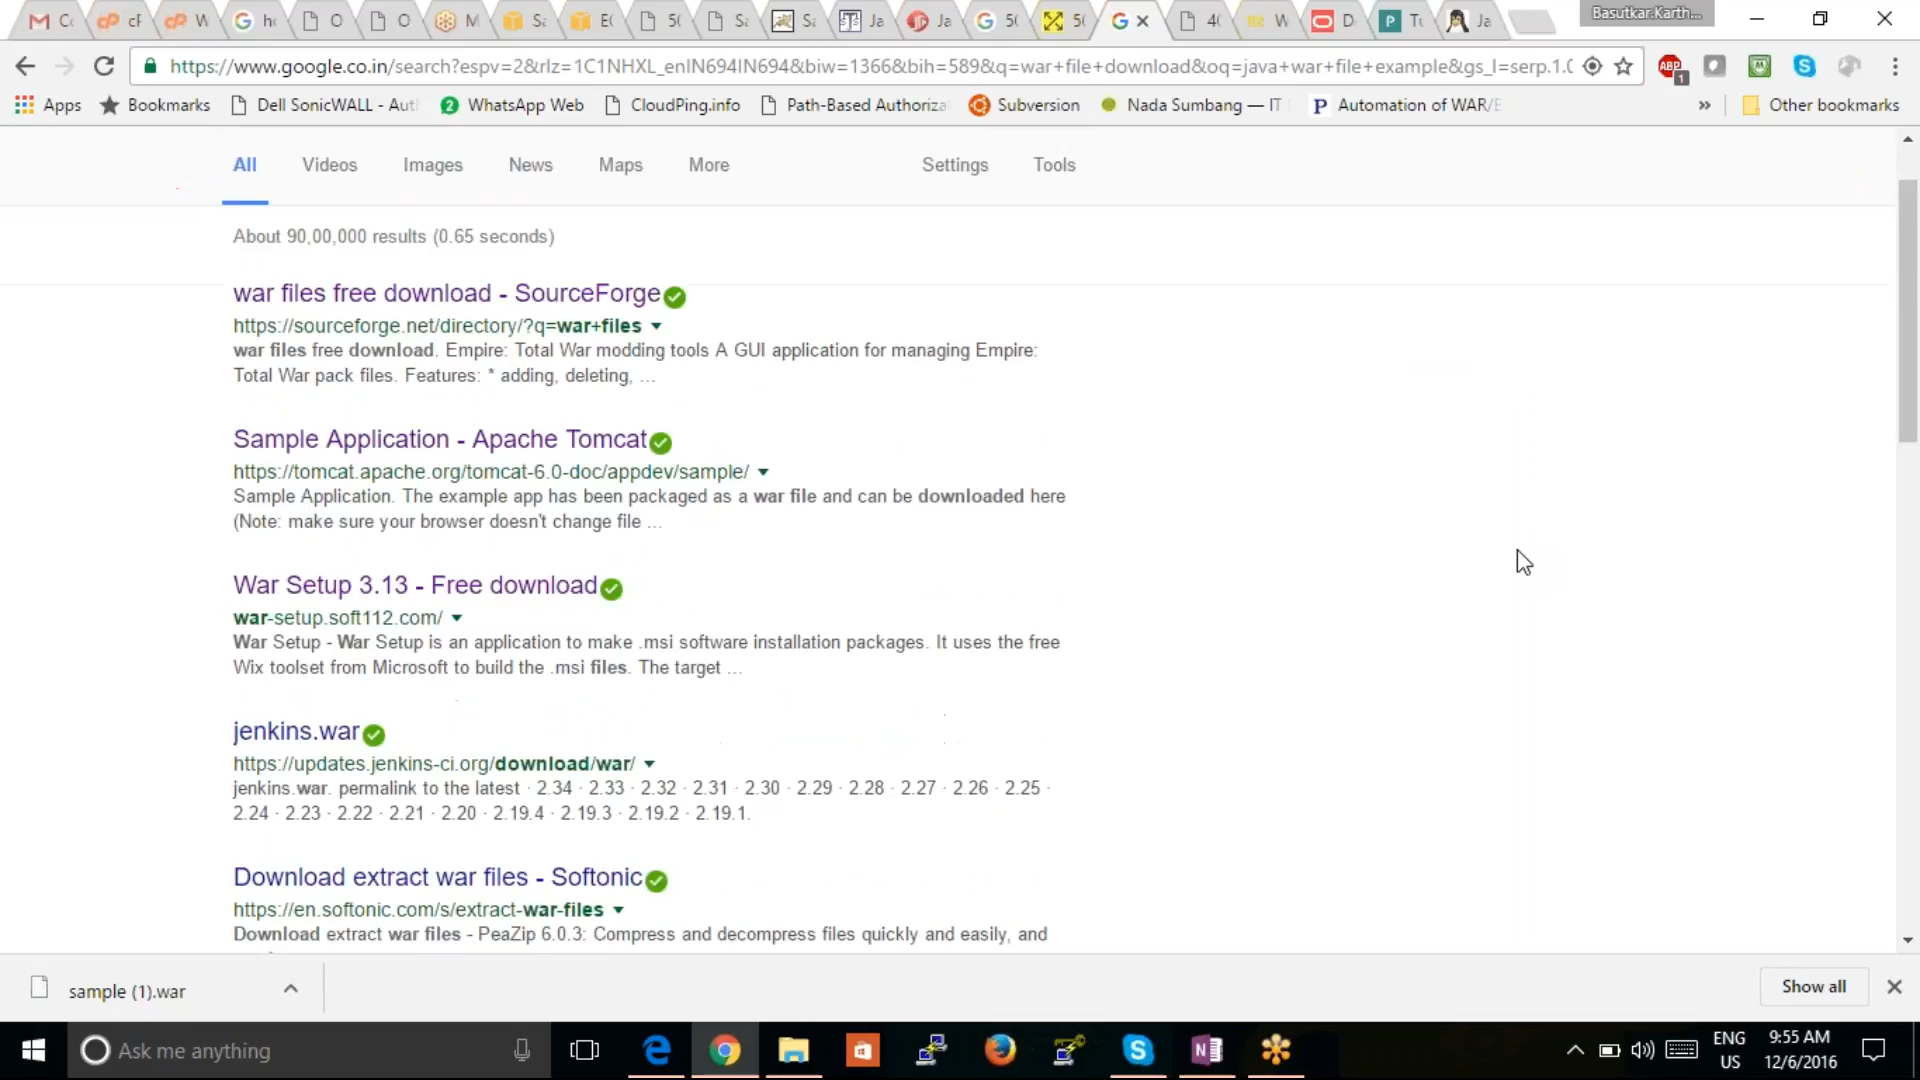 Basutkar.Karth...
https://www.google.co.in/search?espv=2&rlz=1C1NHXL_enIN694IN694&biw=1366&bih=589&q=war+file+download&oq=java+war+file+example&gs_l=serp.1.0
Apps Bookmarks Dell SonicWALL - Aut WhatsApp Web CloudPing.info Path-Based Authoriza Subversion Nada Sumbang — IT Automation of WAR/E » Other bookmarks
All Videos Images News Maps More Settings Tools
About 90,00,000 results (0.65 seconds)
war files free download - SourceForge
https://sourceforge.net/directory/?q=war+files
war files free download. Empire: Total War modding tools A GUI application for managing Empire:
Total War pack files. Features: * adding, deleting, ...
Sample Application - Apache Tomcat
https://tomcat.apache.org/tomcat-6.0-doc/appdev/sample/
Sample Application. The example app has been packaged as a war file and can be downloaded here
(Note: make sure your browser doesn't change file ...
War Setup 3.13 - Free download
war-setup.soft112.com/
War Setup - War Setup is an application to make .msi software installation packages. It uses the free
Wix toolset from Microsoft to build the .msi files. The target ...
jenkins.war
https://updates.jenkins-ci.org/download/war/
jenkins.war. permalink to the latest · 2.34 · 2.33 · 2.32 · 2.31 · 2.30 · 2.29 · 2.28 · 2.27 · 2.26 · 2.25 ·
2.24 · 2.23 · 2.22 · 2.21 · 2.20 · 2.19.4 · 2.19.3 · 2.19.2 · 2.19.1.
Download extract war files - Softonic
https://en.softonic.com/s/extract-war-files
Download extract war files - PeaZip 6.0.3: Compress and decompress files quickly and easily, and
sample (1).war Show all
Ask me anything
ENG 9:55 AM
US 12/6/2016